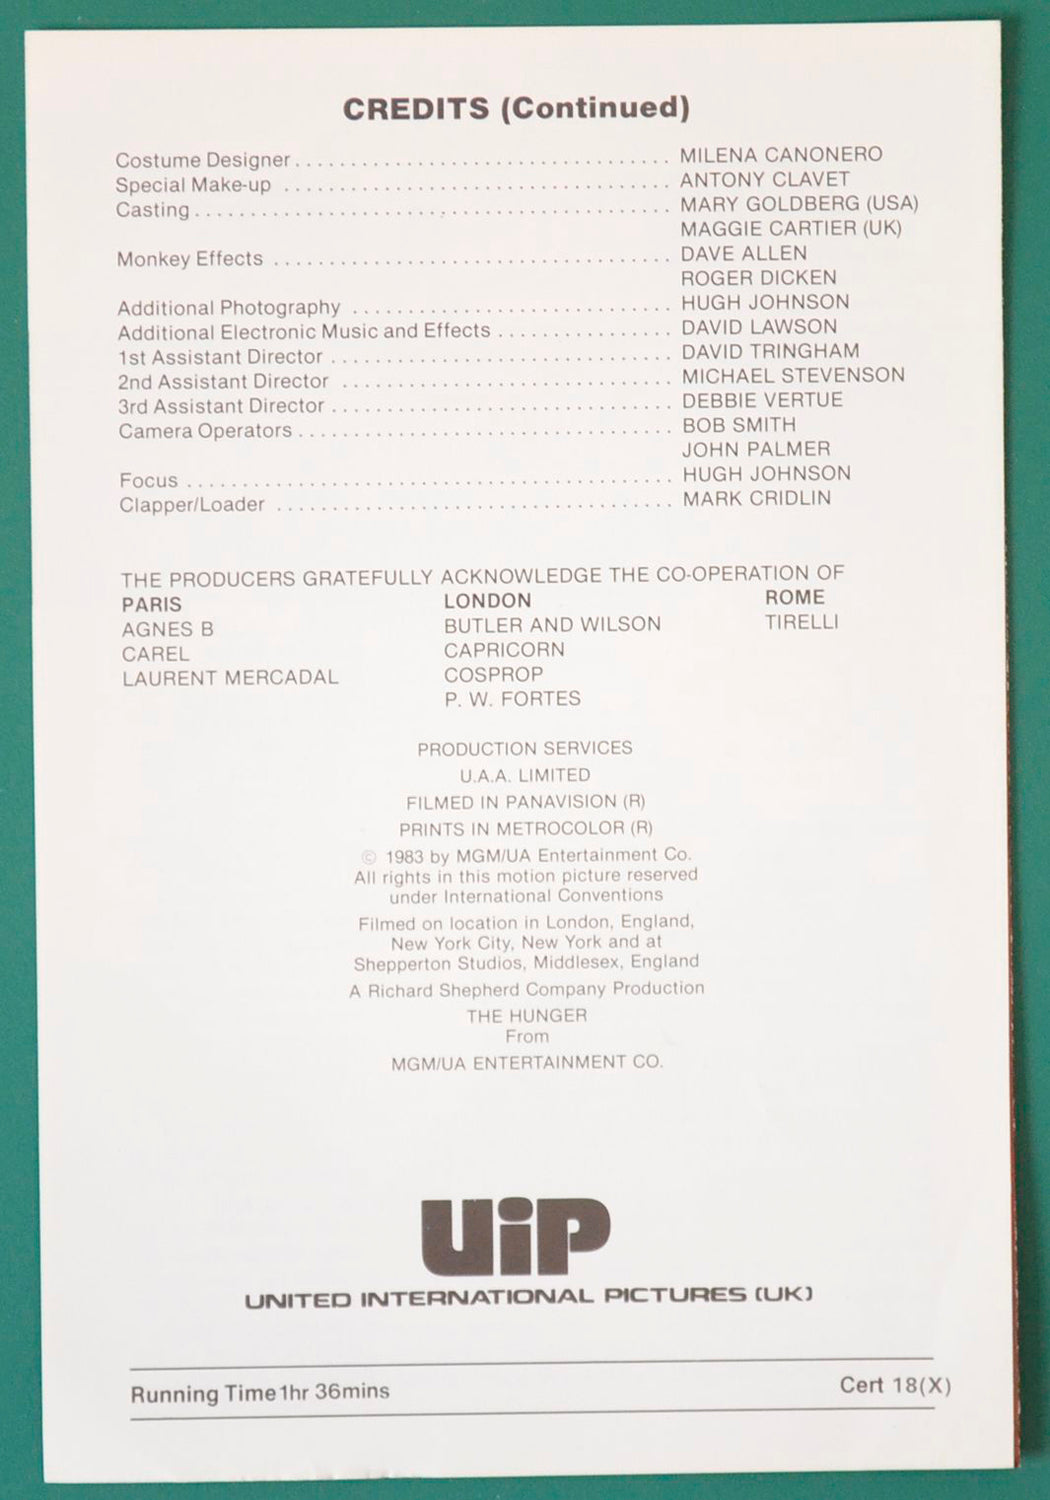 CREDITS (Continued)
Costume Designer . . . . . . . . . . . . . . . . . . . . . . . . . . . . . . . . . . MILENA CANONERO
Special Make-up . . . . . . . . . . . . . . . . . . . . . . . . . . . . . . . . . . . ANTONY CLAVET
Casting . . . . . . . . . . . . . . . . . . . . . . . . . . . . . . . . . . . . . . . . . . . MARY GOLDBERG (USA)
MAGGIE CARTIER (UK)
Monkey Effects . . . . . . . . . . . . . . . . . . . . . . . . . . . . . . . . . . . . DAVE ALLEN
ROGER DICKEN
Additional Photography . . . . . . . . . . . . . . . . . . . . . . . . . . . . . HUGH JOHNSON
Additional Electronic Music and Effects . . . . . . . . . . . . . . . . DAVID LAWSON
1st Assistant Director . . . . . . . . . . . . . . . . . . . . . . . . . . . . . . . DAVID TRINGHAM
2nd Assistant Director . . . . . . . . . . . . . . . . . . . . . . . . . . . . . . MICHAEL STEVENSON
3rd Assistant Director . . . . . . . . . . . . . . . . . . . . . . . . . . . . . . . DEBBIE VERTUE
Camera Operators . . . . . . . . . . . . . . . . . . . . . . . . . . . . . . . . . . BOB SMITH
JOHN PALMER
Focus . . . . . . . . . . . . . . . . . . . . . . . . . . . . . . . . . . . . . . . . . . . . HUGH JOHNSON
Clapper/Loader . . . . . . . . . . . . . . . . . . . . . . . . . . . . . . . . . . . . MARK CRIDLIN
THE PRODUCERS GRATEFULLY ACKNOWLEDGE THE CO-OPERATION OF
PARIS LONDON ROME
AGNES B BUTLER AND WILSON TIRELLI
CAREL CAPRICORN
LAURENT MERCADAL COSPROP
P. W. FORTES
PRODUCTION SERVICES
U.A.A. LIMITED
FILMED IN PANAVISION (R)
PRINTS IN METROCOLOR (R)
© 1983 by MGM/UA Entertainment Co.
All rights in this motion picture reserved
under International Conventions
Filmed on location in London, England,
New York City, New York and at
Shepperton Studios, Middlesex, England
A Richard Shepherd Company Production
THE HUNGER
From
MGM/UA ENTERTAINMENT CO.
UiP
UNITED INTERNATIONAL PICTURES (UK)
Running Time 1hr 36mins Cert 18(X)